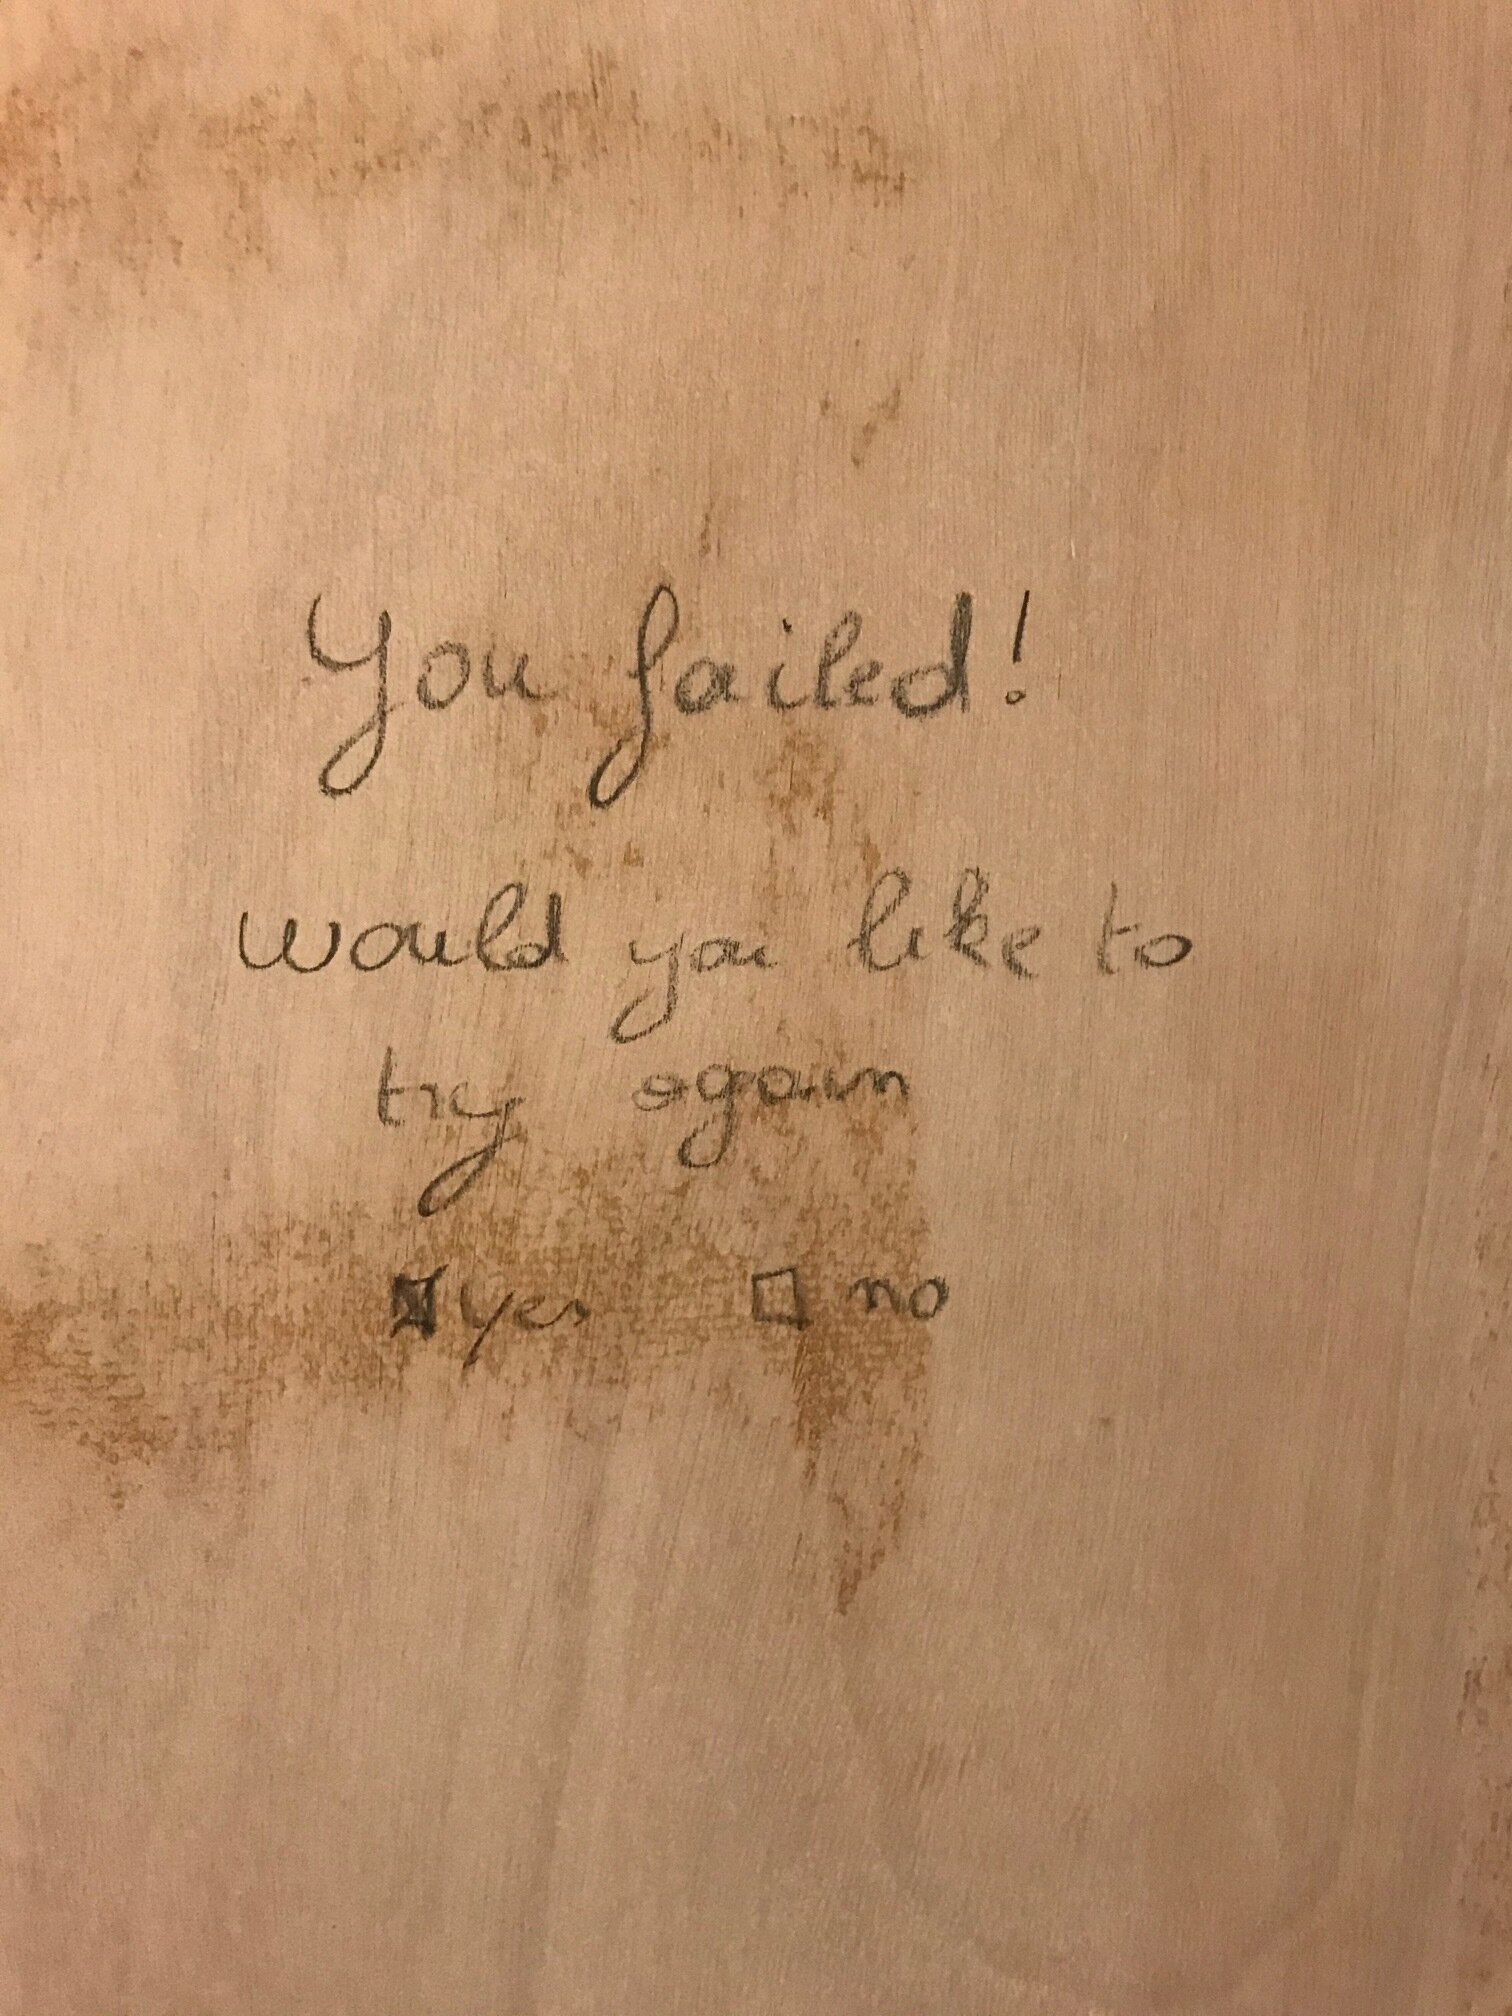 You failed!
would you like to
try again
☒ yes ☐ no